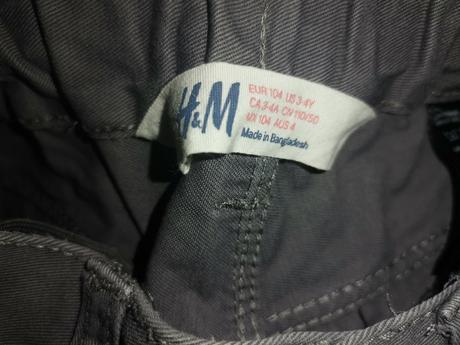 H&M
EUR 104 US 3-4Y
CA 3-4A CN 110/50
MX 104 AUS 4
Made in Bangladesh